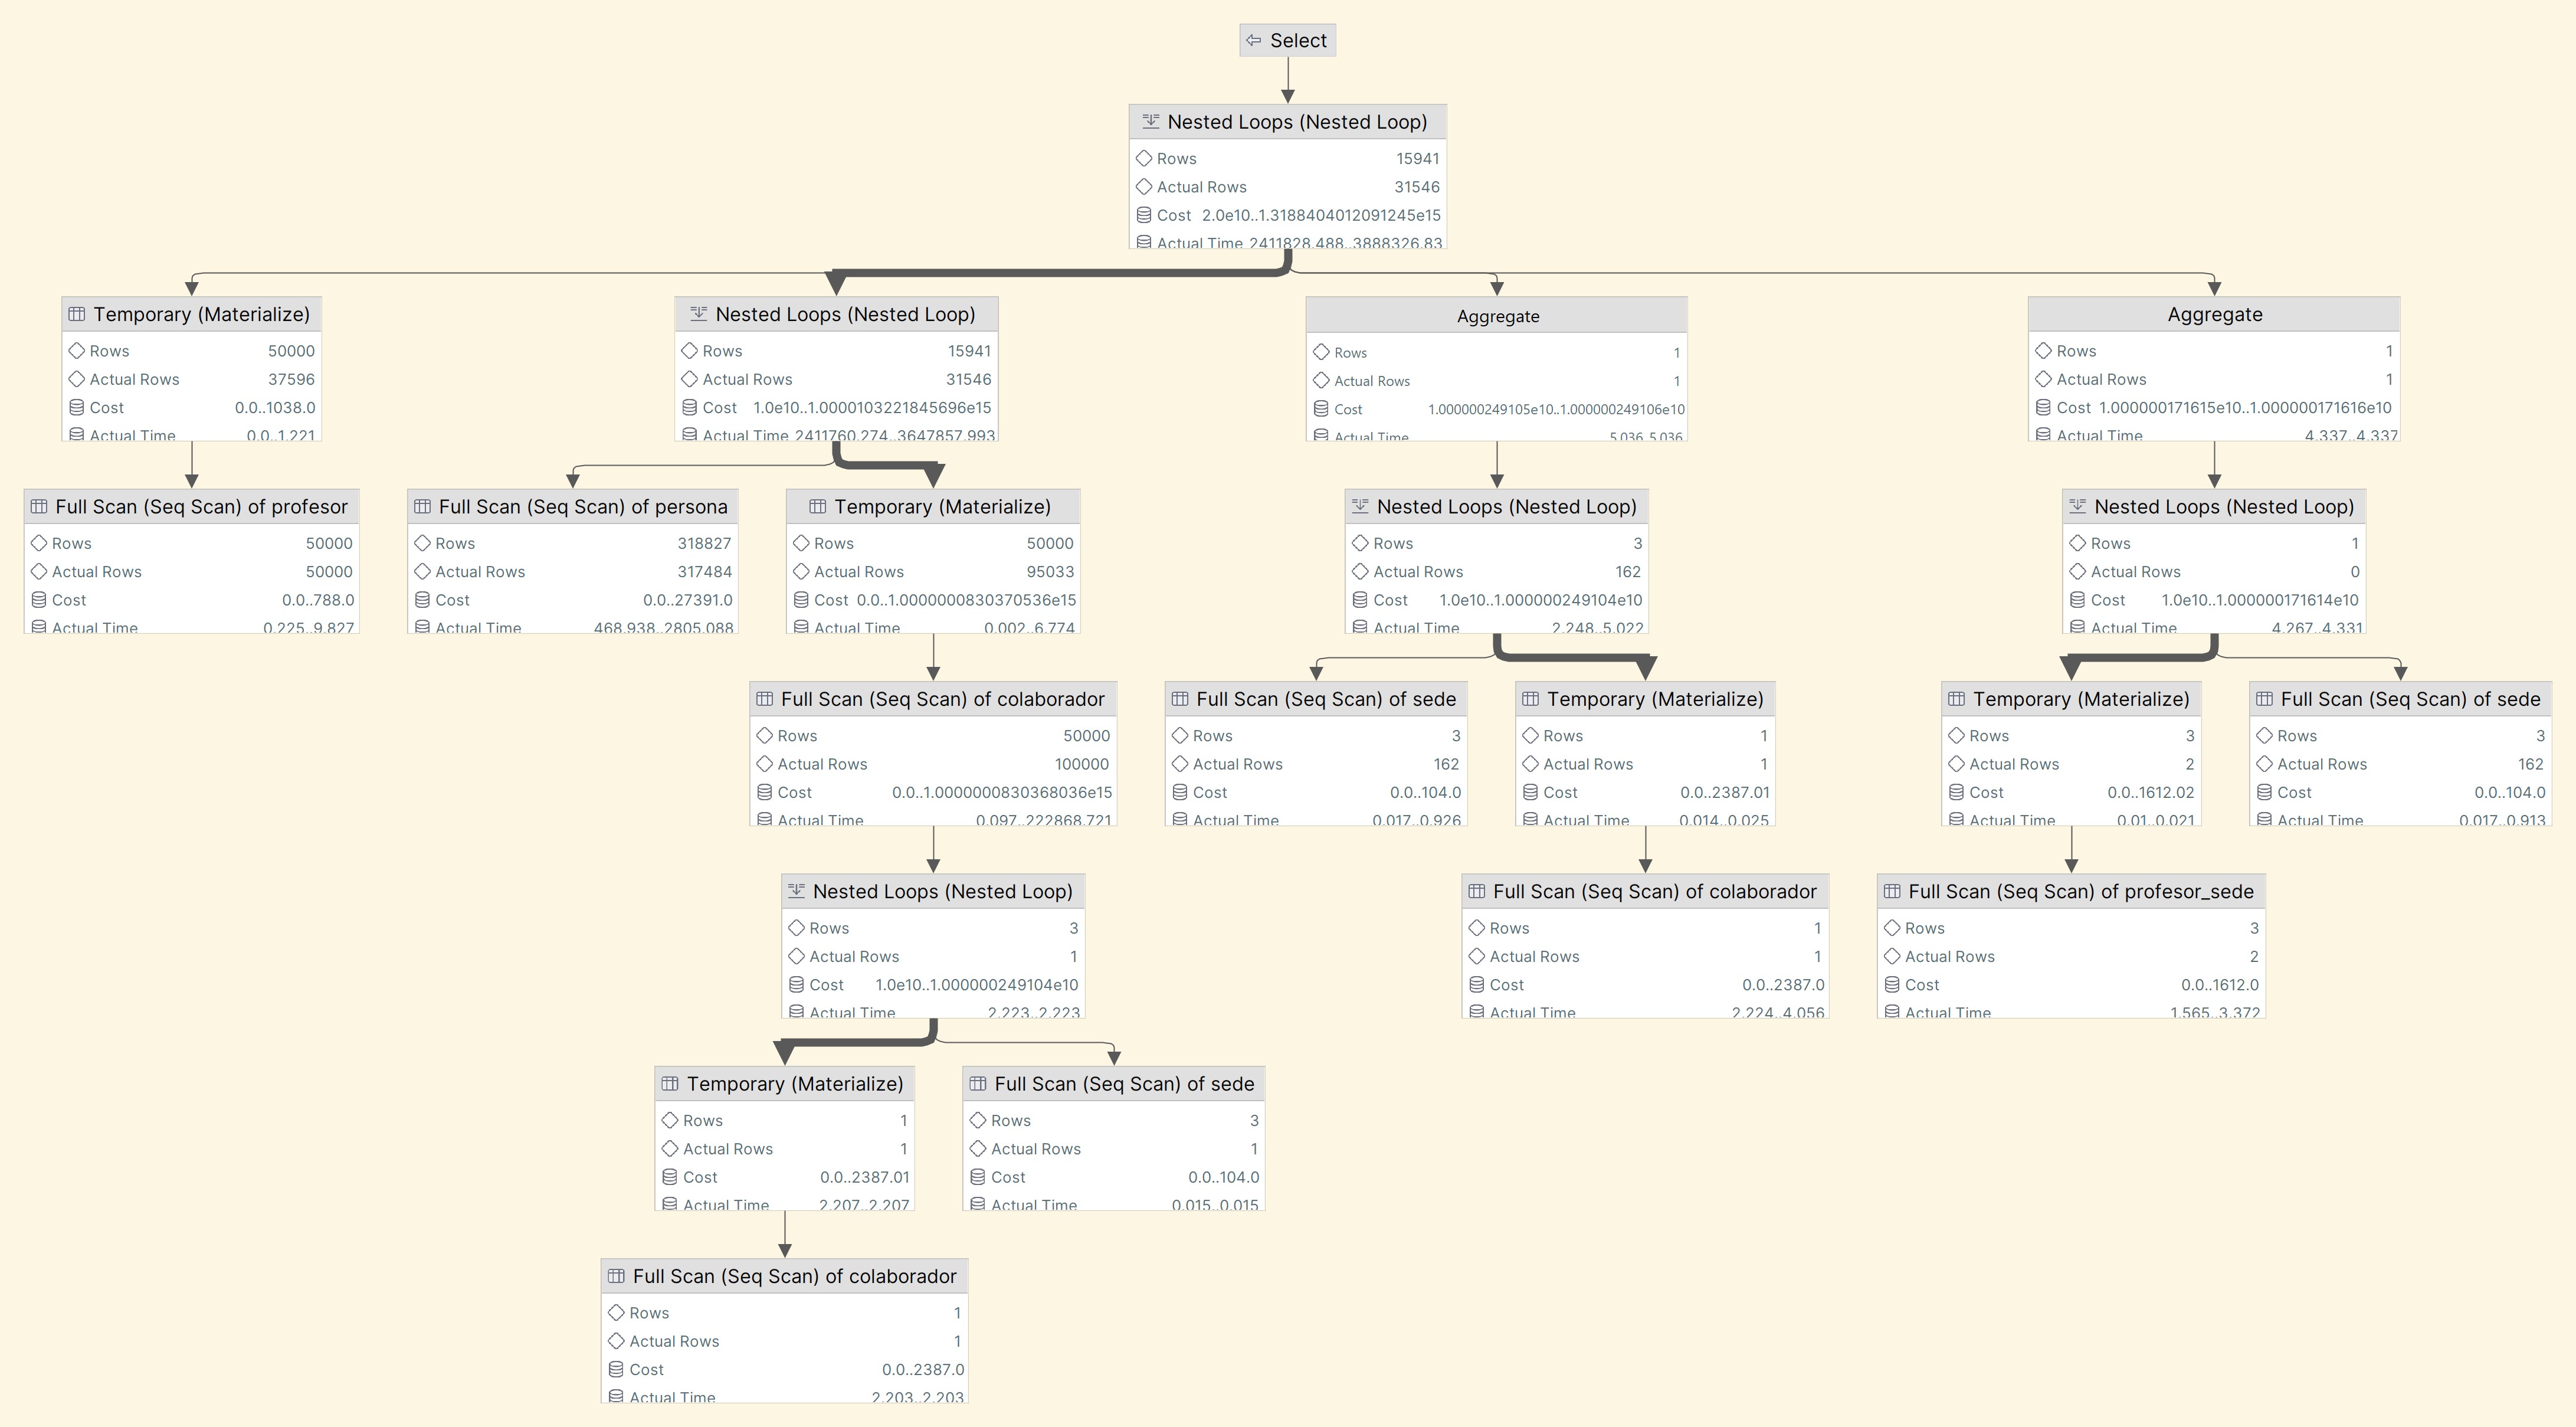 Select
Nested Loops (Nested Loop)
Rows 15941
Actual Rows 31546
Cost 2.0e10..1.3188404012091245e15
Actual Time 2411828.488..3888326.83
Temporary (Materialize)
Rows 50000
Actual Rows 37596
Cost 0.0..1038.0
Actual Time 0.0..1.221
Nested Loops (Nested Loop)
Rows 15941
Actual Rows 31546
Cost 1.0e10..1.0000103221845696e15
Actual Time 2411760.274..3647857.993
Aggregate
Rows 1
Actual Rows 1
Cost 1.000000249105e10..1.000000249106e10
Actual Time 5.036..5.036
Aggregate
Rows 1
Actual Rows 1
Cost 1.000000171615e10..1.000000171616e10
Actual Time 4.337..4.337
Full Scan (Seq Scan) of profesor
Rows 50000
Actual Rows 50000
Cost 0.0..788.0
Actual Time 0.225..9.827
Full Scan (Seq Scan) of persona
Rows 318827
Actual Rows 317484
Cost 0.0..27391.0
Actual Time 468.938..2805.088
Temporary (Materialize)
Rows 50000
Actual Rows 95033
Cost 0.0..1.0000000830370536e15
Actual Time 0.002..6.774
Nested Loops (Nested Loop)
Rows 3
Actual Rows 162
Cost 1.0e10..1.000000249104e10
Actual Time 2.248..5.022
Nested Loops (Nested Loop)
Rows 1
Actual Rows 0
Cost 1.0e10..1.000000171614e10
Actual Time 4.267..4.331
Full Scan (Seq Scan) of colaborador
Rows 50000
Actual Rows 100000
Cost 0.0..1.0000000830368036e15
Actual Time 0.097..222868.721
Full Scan (Seq Scan) of sede
Rows 3
Actual Rows 162
Cost 0.0..104.0
Actual Time 0.017..0.926
Temporary (Materialize)
Rows 1
Actual Rows 1
Cost 0.0..2387.01
Actual Time 0.014..0.025
Temporary (Materialize)
Rows 3
Actual Rows 2
Cost 0.0..1612.02
Actual Time 0.01..0.021
Full Scan (Seq Scan) of sede
Rows 3
Actual Rows 162
Cost 0.0..104.0
Actual Time 0.017..0.913
Nested Loops (Nested Loop)
Rows 3
Actual Rows 1
Cost 1.0e10..1.000000249104e10
Actual Time 2.223..2.223
Full Scan (Seq Scan) of colaborador
Rows 1
Actual Rows 1
Cost 0.0..2387.0
Actual Time 2.224..4.056
Full Scan (Seq Scan) of profesor_sede
Rows 3
Actual Rows 2
Cost 0.0..1612.0
Actual Time 1.565..3.372
Temporary (Materialize)
Rows 1
Actual Rows 1
Cost 0.0..2387.01
Actual Time 2.207..2.207
Full Scan (Seq Scan) of sede
Rows 3
Actual Rows 1
Cost 0.0..104.0
Actual Time 0.015..0.015
Full Scan (Seq Scan) of colaborador
Rows 1
Actual Rows 1
Cost 0.0..2387.0
Actual Time 2.203..2.203